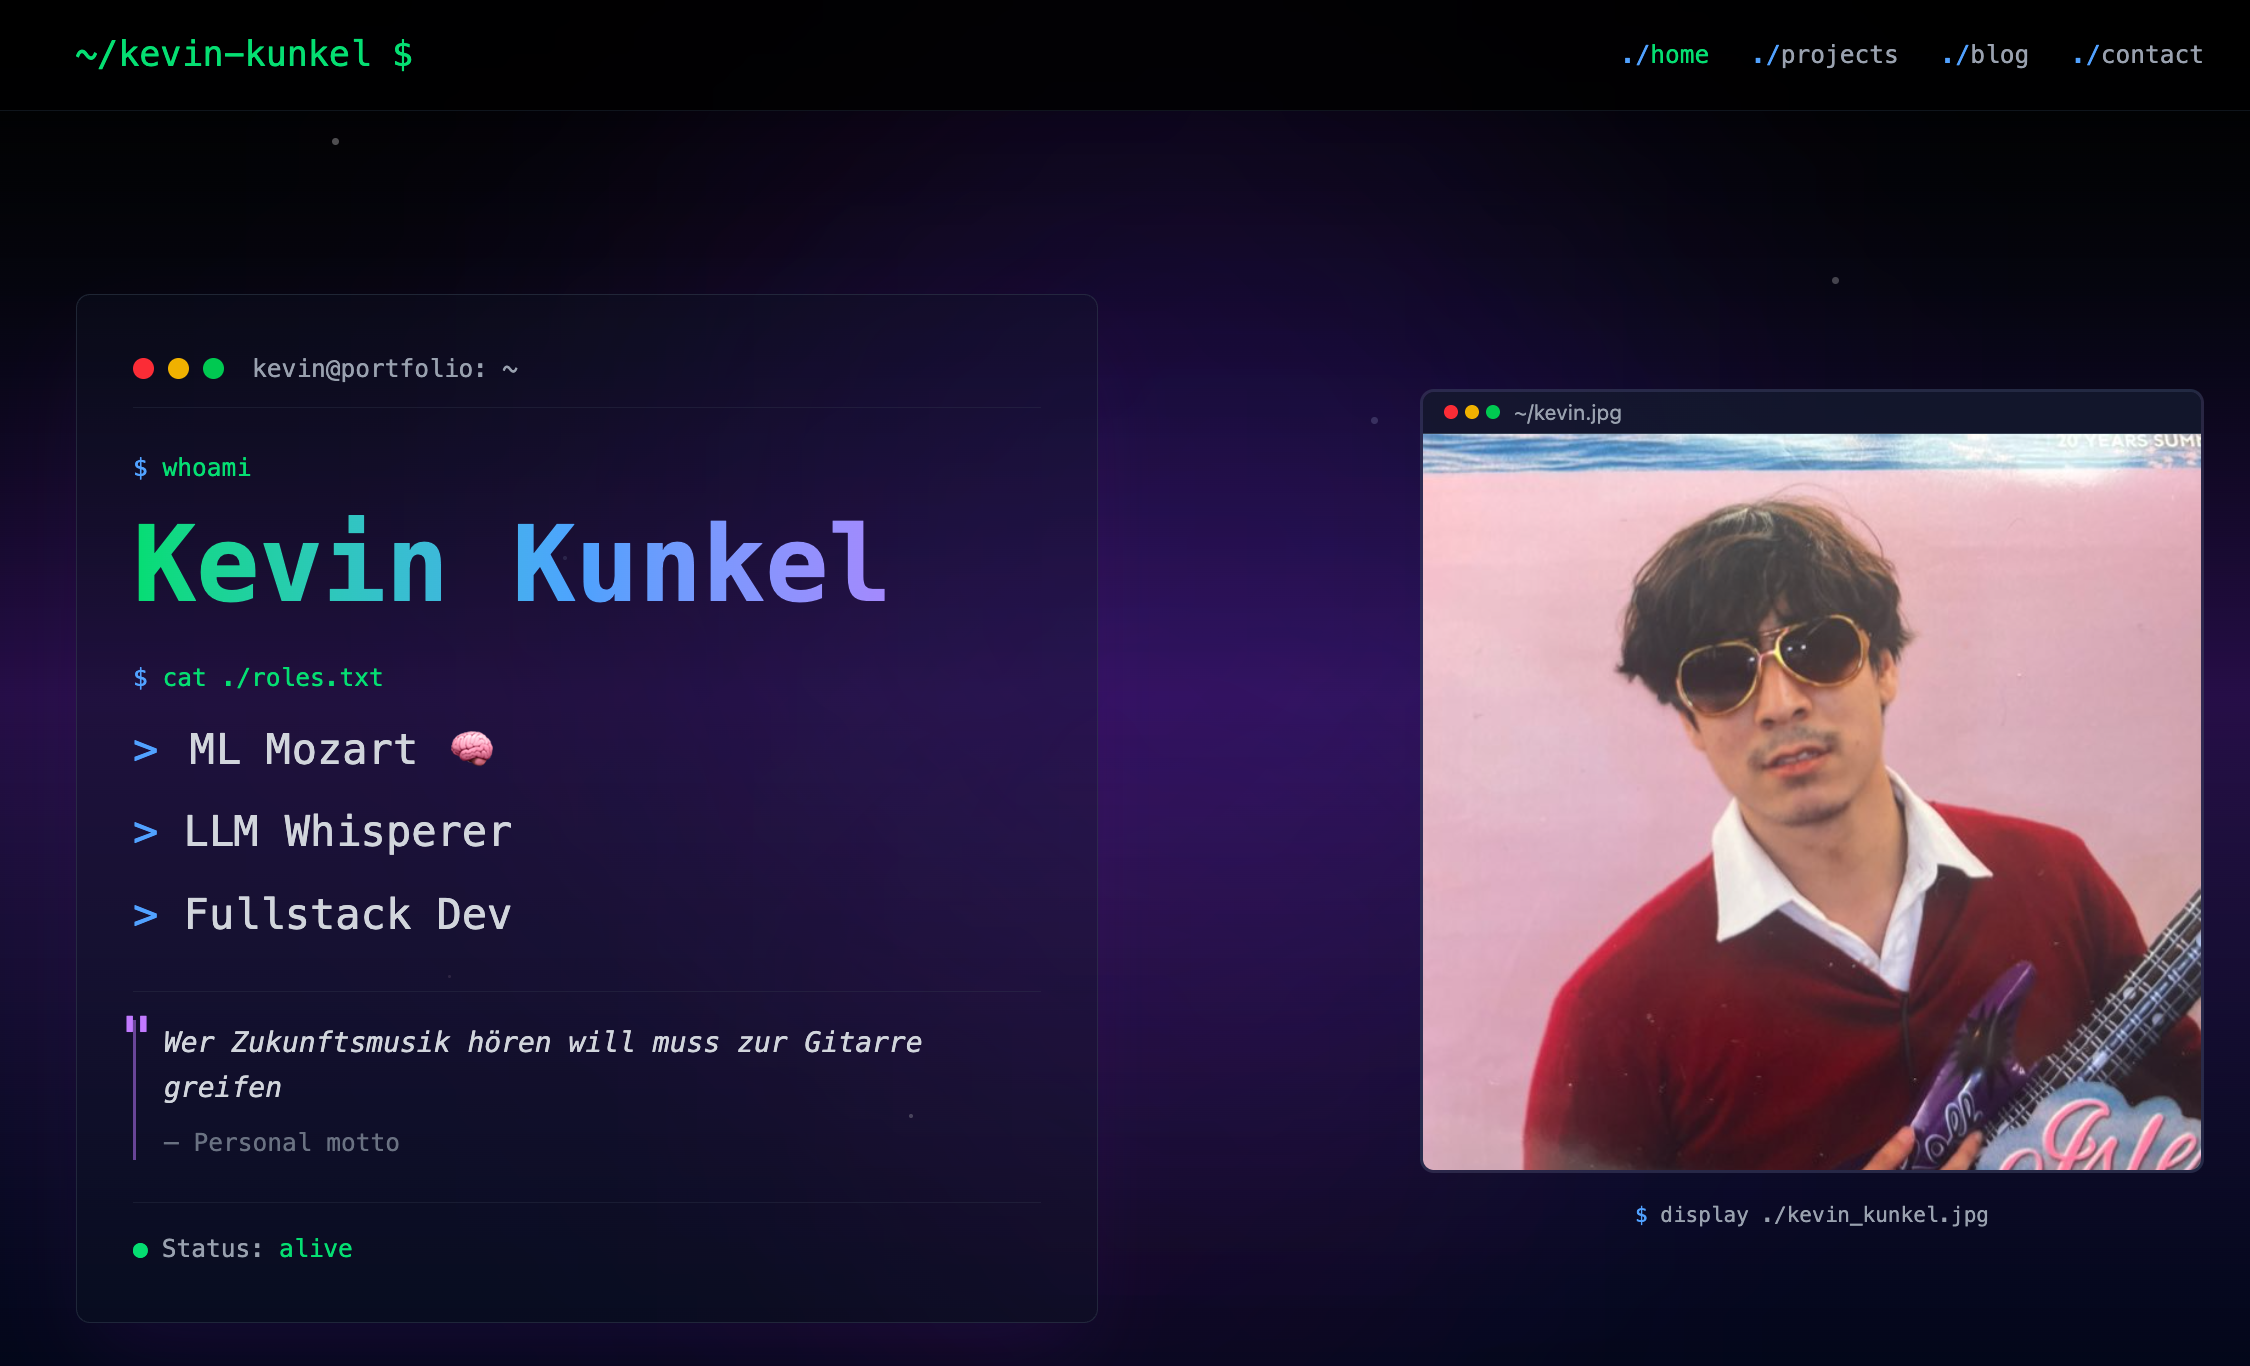 ~/kevin-kunkel $
./home ./projects ./blog ./contact
kevin@portfolio: ~
$ whoami
Kevin Kunkel
$ cat ./roles.txt
> ML Mozart 🧠
> LLM Whisperer
> Fullstack Dev
" Wer Zukunftsmusik hören will muss zur Gitarre
greifen
— Personal motto
Status: alive
~/kevin.jpg
20 YEARS
$ display ./kevin_kunkel.jpg